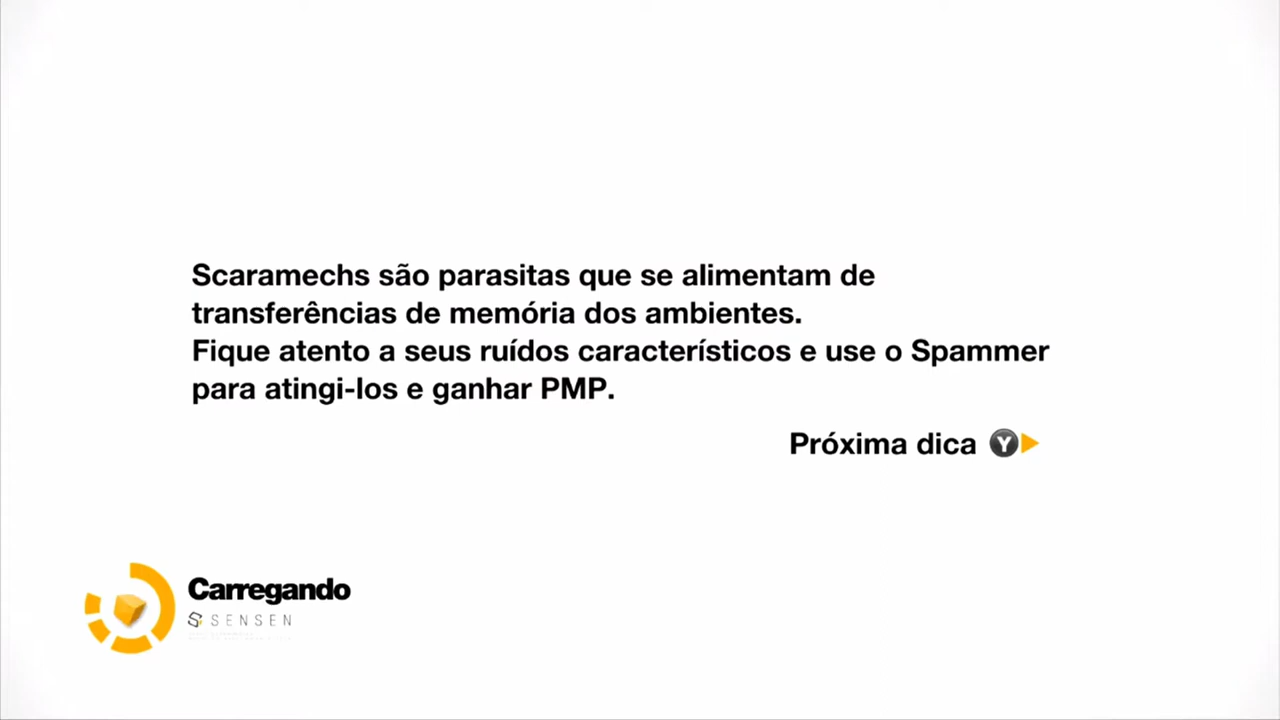 Scaramechs são parasitas que se alimentam de
transferências de memória dos ambientes.
Fique atento a seus ruídos característicos e use o Spammer
para atingi-los e ganhar PMP.
Próxima dica Y
Carregando
SENSEN